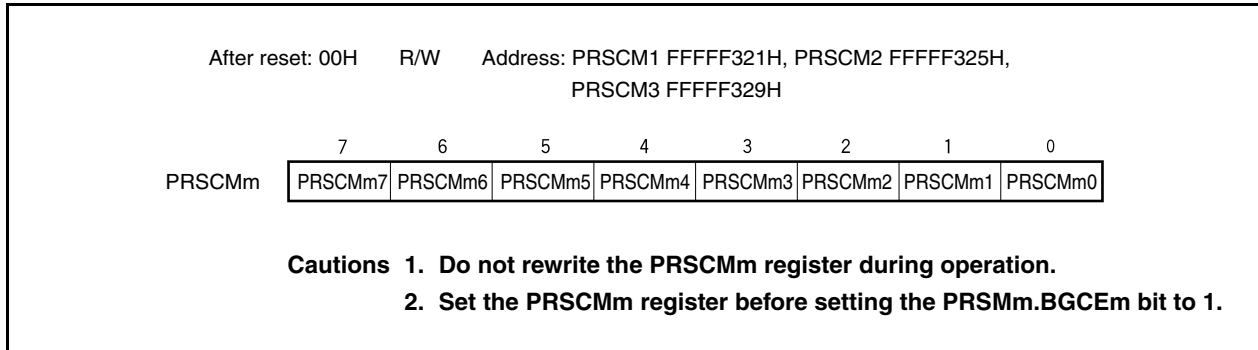 After reset: 00H R/W Address: PRSCM1 FFFFF321H, PRSCM2 FFFFF325H,
PRSCM3 FFFFF329H
7 6 5 4 3 2 1 0
PRSCMm PRSCMm7 PRSCMm6 PRSCMm5 PRSCMm4 PRSCMm3 PRSCMm2 PRSCMm1 PRSCMm0
Cautions 1. Do not rewrite the PRSCMm register during operation.
2. Set the PRSCMm register before setting the PRSMm.BGCEm bit to 1.